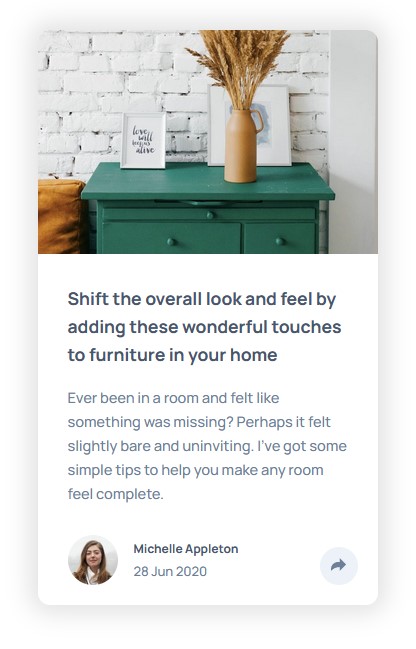 love
will
keep us
alive
Shift the overall look and feel by
adding these wonderful touches
to furniture in your home
Ever been in a room and felt like
something was missing? Perhaps it felt
slightly bare and uninviting. I've got some
simple tips to help you make any room
feel complete.
Michelle Appleton
28 Jun 2020